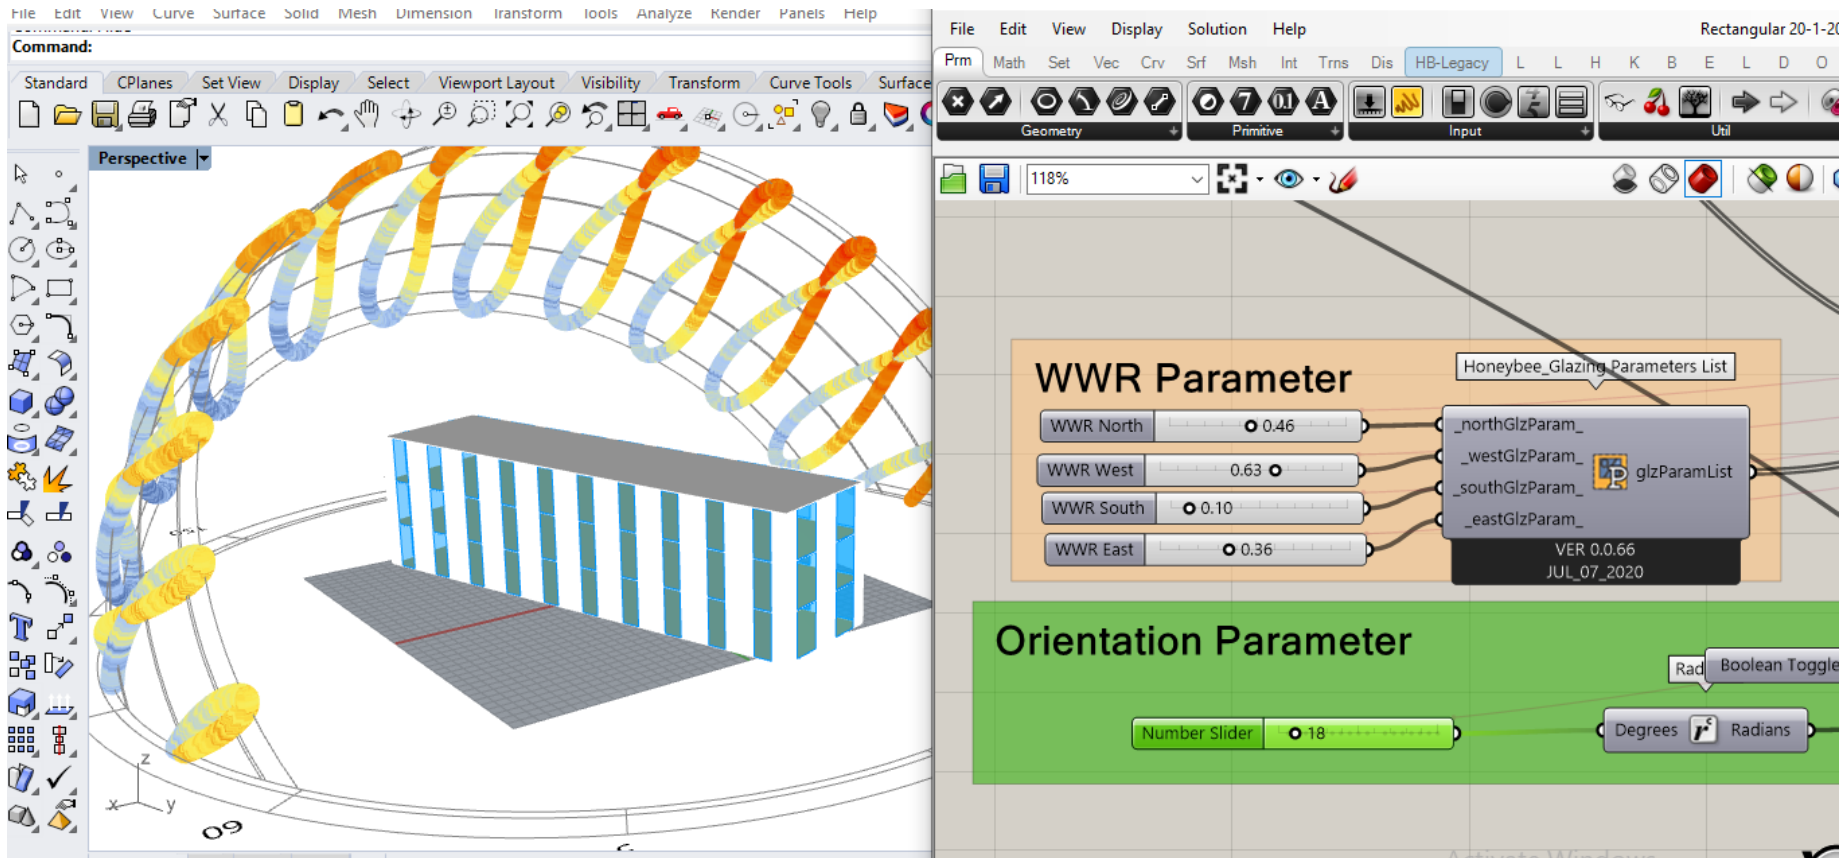 File Edit View Curve Surface Solid Mesh Dimension Transform Tools Analyze Render Panels Help
Command:
Standard CPlanes Set View Display Select Viewport Layout Visibility Transform Curve Tools Surface
Perspective
z
x y
60
File Edit View Display Solution Help Rectangular 20-1-20
Prm Math Set Vec Crv Srf Msh Int Trns Dis HB-Legacy L L H K B E L D O
Geometry Primitive Input Util
118%
WWR Parameter
Honeybee_Glazing Parameters List
WWR North 0.46
WWR West 0.63
WWR South 0.10
WWR East 0.36
_northGlzParam_
_westGlzParam_
_southGlzParam_
_eastGlzParam_
glzParamList
VER 0.0.66
JUL_07_2020
Orientation Parameter
Rad Boolean Toggle
Number Slider 18
Degrees Radians
Activate Windows